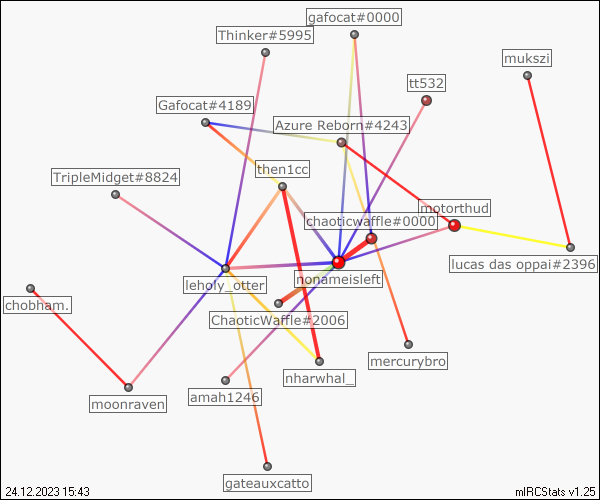 gafocat#0000
Thinker#5995
mukszi
tt532
Gafocat#4189
Azure Reborn#4243
then1cc
TripleMidget#8824
motorthud
chaoticwaffle#0000
lucas das oppai#2396
nonameisleft
leholy_otter
chobham.
ChaoticWaffle#2006
mercurybro
nharwhal_
amah1246
moonraven
gateauxcatto
24.12.2023 15:43
mIRCStats v1.25